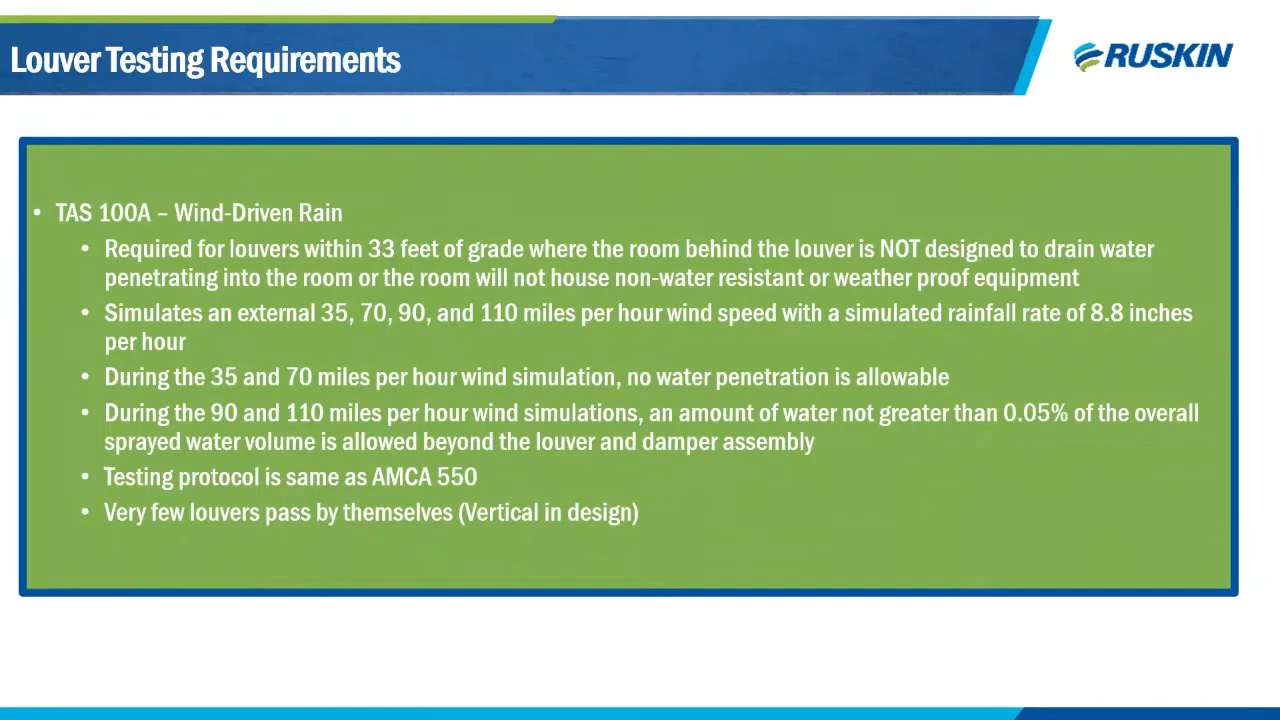 Louver Testing Requirements
RUSKIN
• TAS 100A – Wind-Driven Rain
• Required for louvers within 33 feet of grade where the room behind the louver is NOT designed to drain water
penetrating into the room or the room will not house non-water resistant or weather proof equipment
• Simulates an external 35, 70, 90, and 110 miles per hour wind speed with a simulated rainfall rate of 8.8 inches
per hour
• During the 35 and 70 miles per hour wind simulation, no water penetration is allowable
• During the 90 and 110 miles per hour wind simulations, an amount of water not greater than 0.05% of the overall
sprayed water volume is allowed beyond the louver and damper assembly
• Testing protocol is same as AMCA 550
• Very few louvers pass by themselves (Vertical in design)